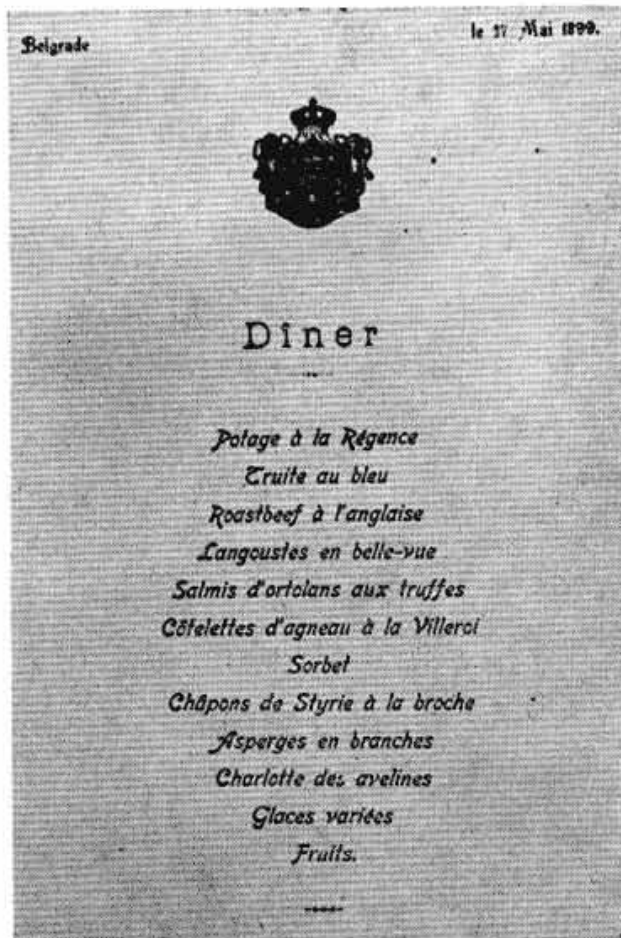 Belgrade
le 27 Mai 1899.
Dîner
Potage à la Régence
Truite au bleu
Roastbeef à l'anglaise
Langoustes en belle-vue
Salmis d'ortolans aux truffes
Côtelettes d'agneau à la Villeroi
Sorbet
Châpons de Styrie à la broche
Asperges en branches
Charlotte des avelines
Glaces variées
Fruits.